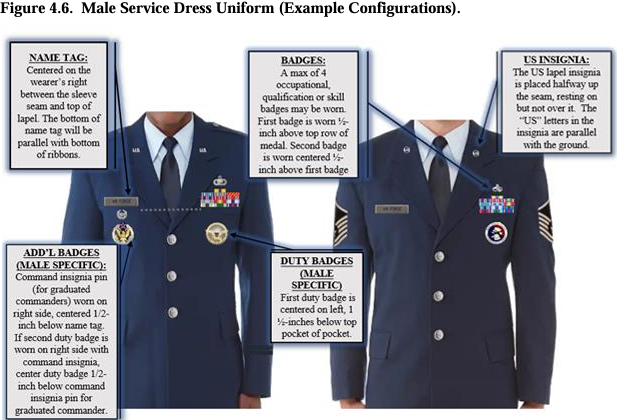 Figure 4.6. Male Service Dress Uniform (Example Configurations).
NAME TAG:
Centered on the
wearer's right
between the sleeve
seam and top of
lapel. The bottom of
name tag will be
parallel with bottom
of ribbons.
BADGES:
A max of 4
occupational,
qualification or skill
badges may be worn.
First badge is worn ½-
inch above top row of
medal. Second badge
is worn centered ½-
inch above first badge
US INSIGNIA:
The US lapel insignia
is placed halfway up
the seam, resting on
but not over it. The
"US" letters in the
insignia are parallel
with the ground.
AIR FORCE
AIR FORCE
ADD'L BADGES
(MALE SPECIFIC):
Command insignia pin
(for graduated
commanders) worn on
right side, centered 1/2-
inch below name tag.
If second duty badge is
worn on right side with
command insignia,
center duty badge 1/2-
inch below command
insignia pin for
graduated commander.
DUTY BADGES
(MALE
SPECIFIC)
First duty badge is
centered on left, 1
½-inches below top
pocket of pocket.